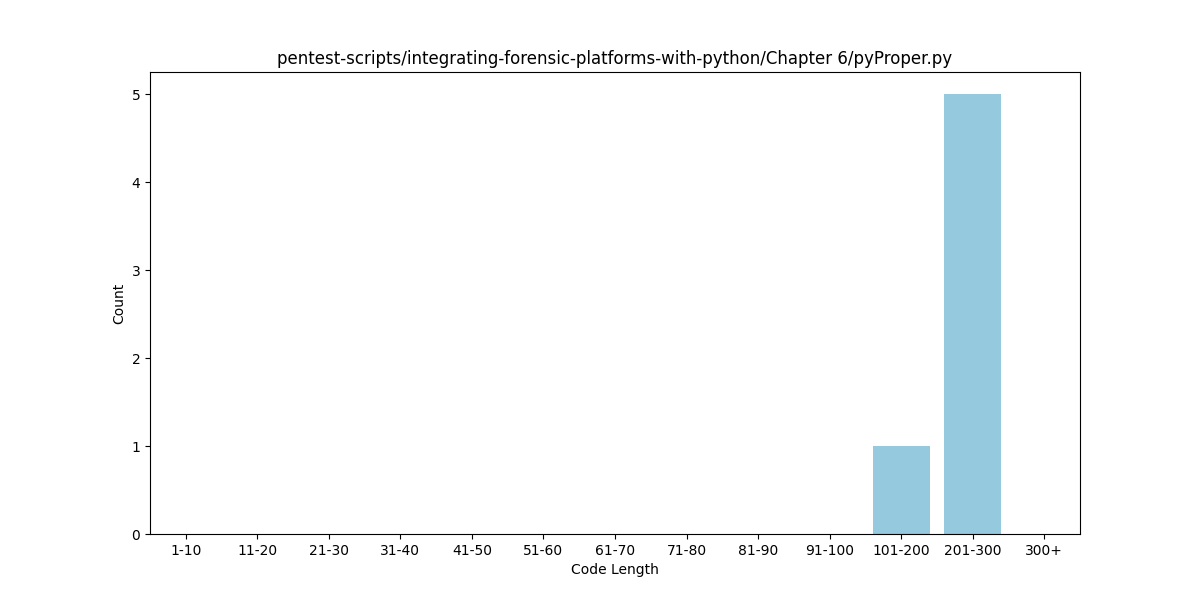 pentest-scripts/integrating-forensic-platforms-with-python/Chapter 6/pyProper.py
Count
5
4
3
2
1
0
1-10 11-20 21-30 31-40 41-50 51-60 61-70 71-80 81-90 91-100 101-200 201-300 300+
Code Length